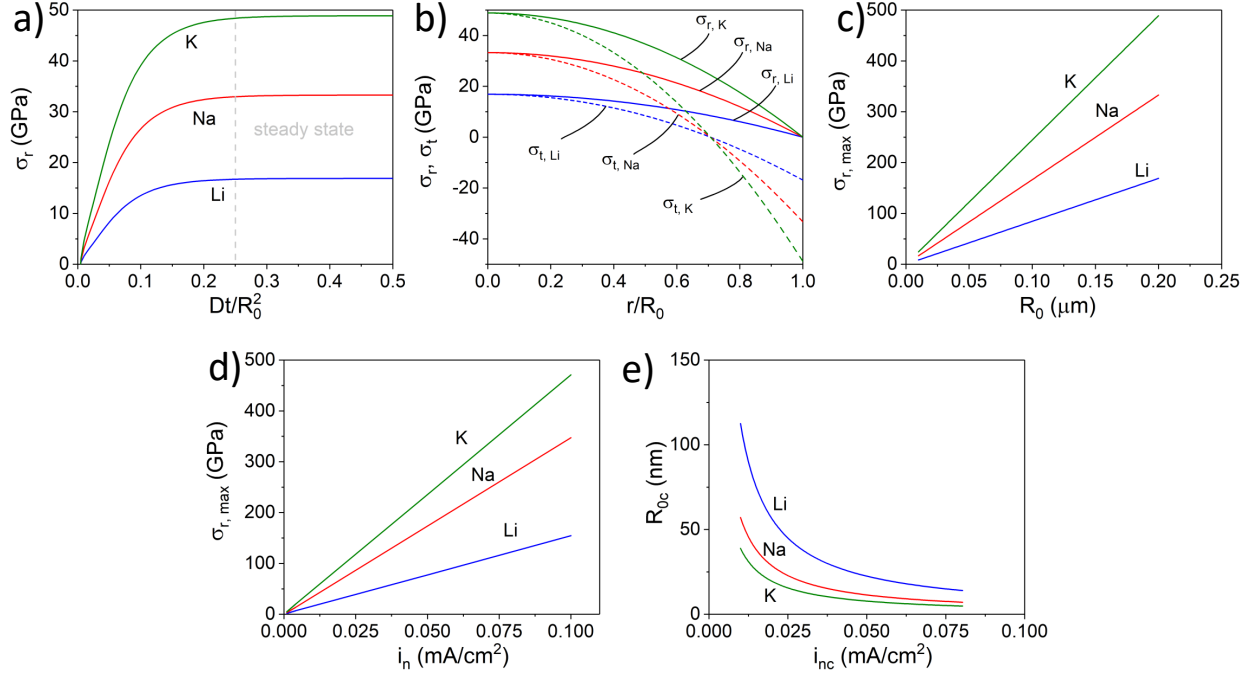 a)
50
40
30
20
10
0
σr (GPa)
K
Na
Li
steady state
0.0 0.1 0.2 0.3 0.4 0.5
Dt/R₀²
b)
40
20
0
-20
-40
σr, σt (GPa)
σr, K
σr, Na
σr, Li
σt, Li
σt, Na
σt, K
0.0 0.2 0.4 0.6 0.8 1.0
r/R₀
c)
500
400
300
200
100
0
σr, max (GPa)
K
Na
Li
0.00 0.05 0.10 0.15 0.20 0.25
R₀ (μm)
d)
500
400
300
200
100
0
σr, max (GPa)
K
Na
Li
0.000 0.025 0.050 0.075 0.100
in (mA/cm²)
e)
150
100
50
0
R0c (nm)
Li
Na
K
0.000 0.025 0.050 0.075 0.100
inc (mA/cm²)